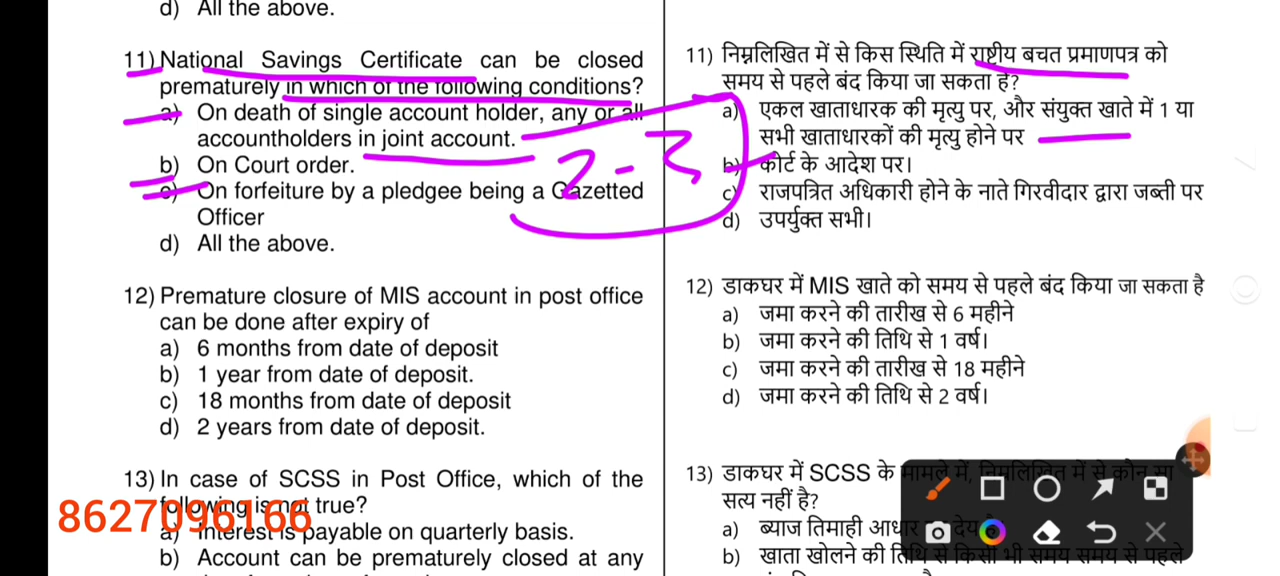 d) All the above.
11) National Savings Certificate can be closed
prematurely in which of the following conditions?
a) On death of single account holder, any or all
accountholders in joint account.
b) On Court order.
c) On forfeiture by a pledgee being a Gazetted
Officer
d) All the above.
2-3
12) Premature closure of MIS account in post office
can be done after expiry of
a) 6 months from date of deposit
b) 1 year from date of deposit.
c) 18 months from date of deposit
d) 2 years from date of deposit.
13) In case of SCSS in Post Office, which of the
following is not true?
8627096166
a) Interest is payable on quarterly basis.
b) Account can be prematurely closed at any
11) निम्नलिखित में से किस स्थिति में राष्ट्रीय बचत प्रमाणपत्र को
समय से पहले बंद किया जा सकता है?
a) एकल खाताधारक की मृत्यु पर, और संयुक्त खाते में 1 या
सभी खाताधारकों की मृत्यु होने पर
b) कोर्ट के आदेश पर।
c) राजपत्रित अधिकारी होने के नाते गिरवीदार द्वारा जब्ती पर
d) उपर्युक्त सभी।
12) डाकघर में MIS खाते को समय से पहले बंद किया जा सकता है
a) जमा करने की तारीख से 6 महीने
b) जमा करने की तिथि से 1 वर्ष।
c) जमा करने की तारीख से 18 महीने
d) जमा करने की तिथि से 2 वर्ष।
13) डाकघर में SCSS के मामले में, निम्नलिखित में से कौन सा
सत्य नहीं है?
a) ब्याज तिमाही आधार देय है
b) खाता खोलने की तिथि से किसी भी समय समय से पहले